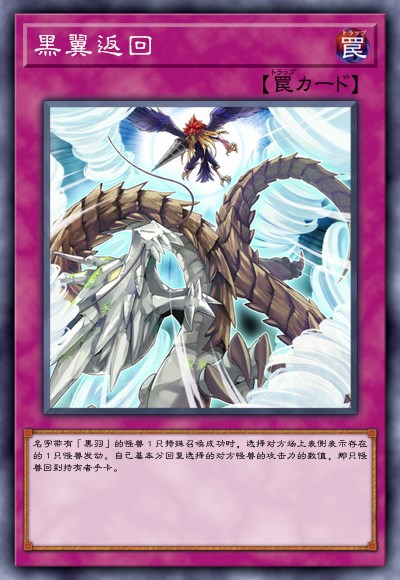 黑翼返回
トラップ
罠
トラップ
【罠カード】
名字带有「黑羽」的怪兽1只特殊召唤成功时，选择对方场上表侧表示存在
的1只怪兽发动。自己基本分回复选择的对方怪兽的攻击力的数值，那只怪
兽回到持有者手卡。